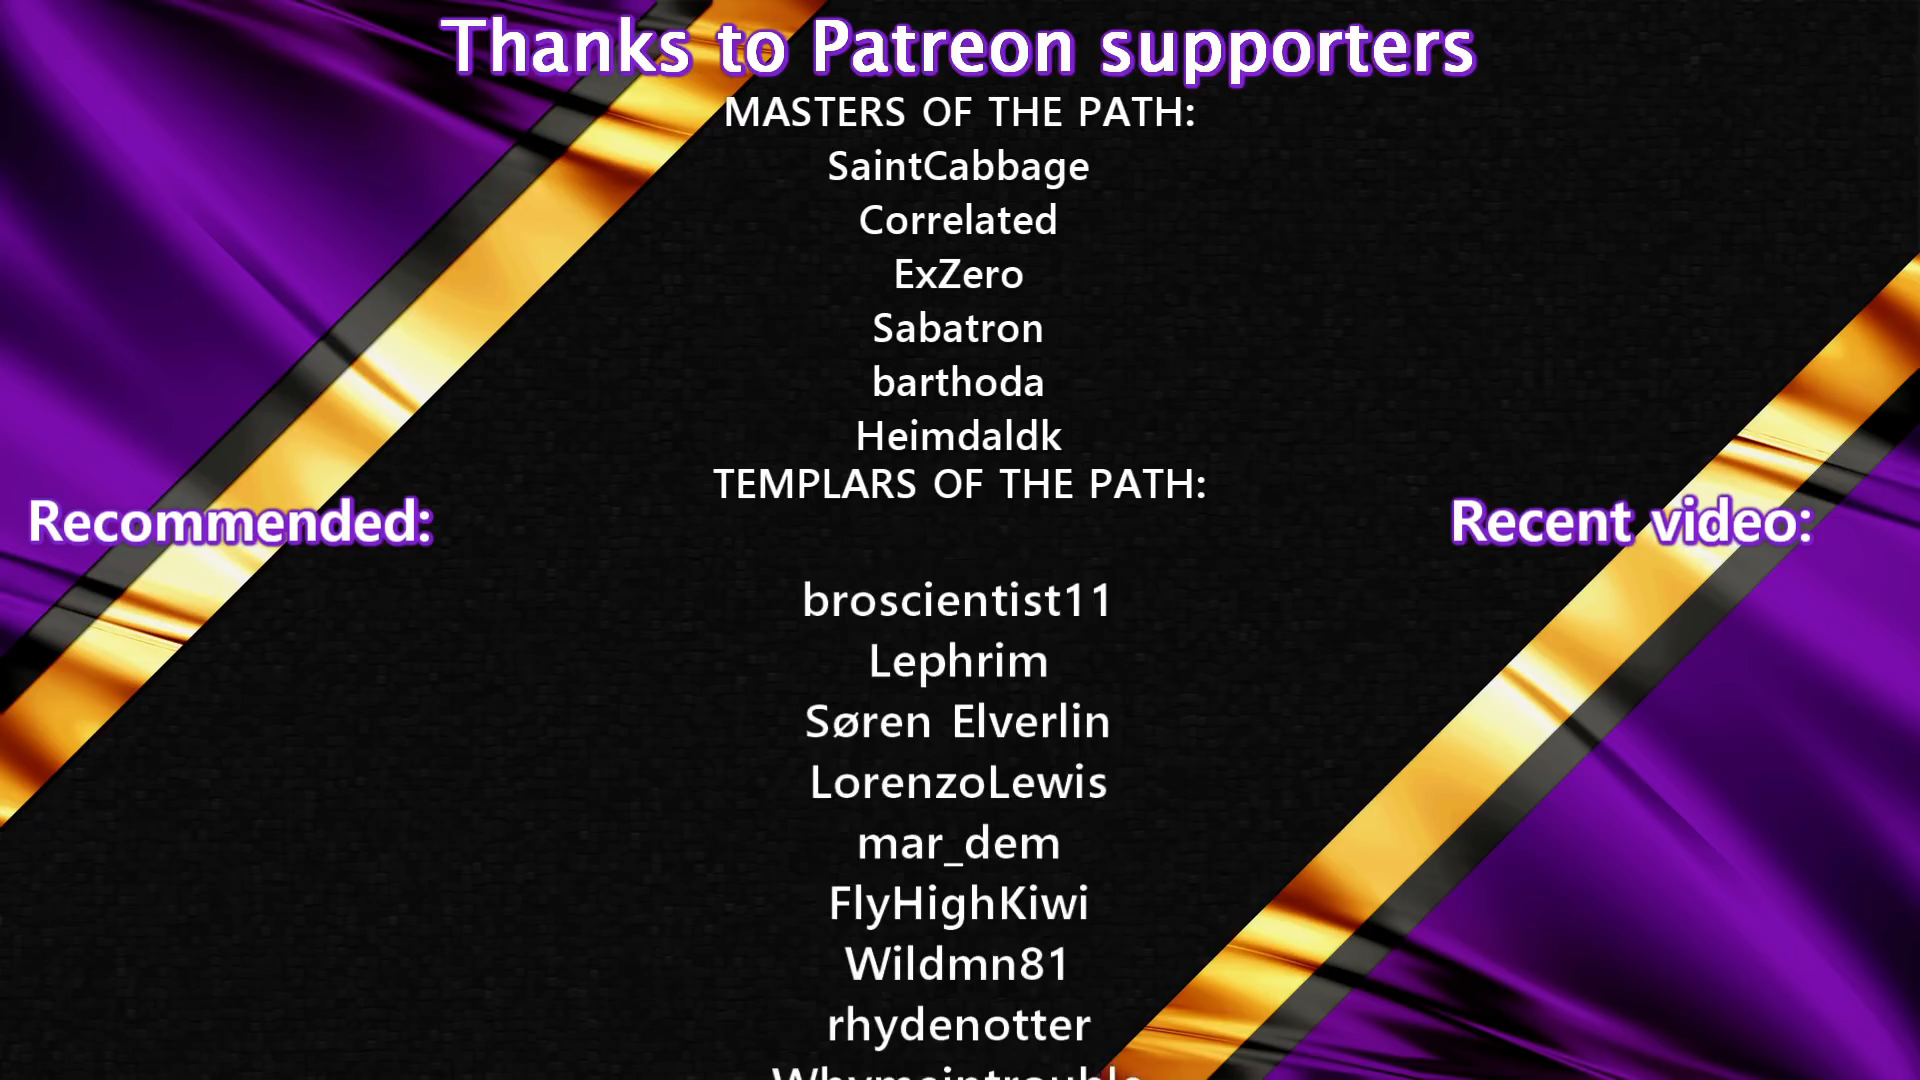 Thanks to Patreon supporters
MASTERS OF THE PATH:
SaintCabbage
Correlated
ExZero
Sabatron
barthoda
Heimdaldk
TEMPLARS OF THE PATH:
Recommended:
Recent video:
broscientist11
Lephrim
Søren Elverlin
LorenzoLewis
mar_dem
FlyHighKiwi
Wildmn81
rhydenotter